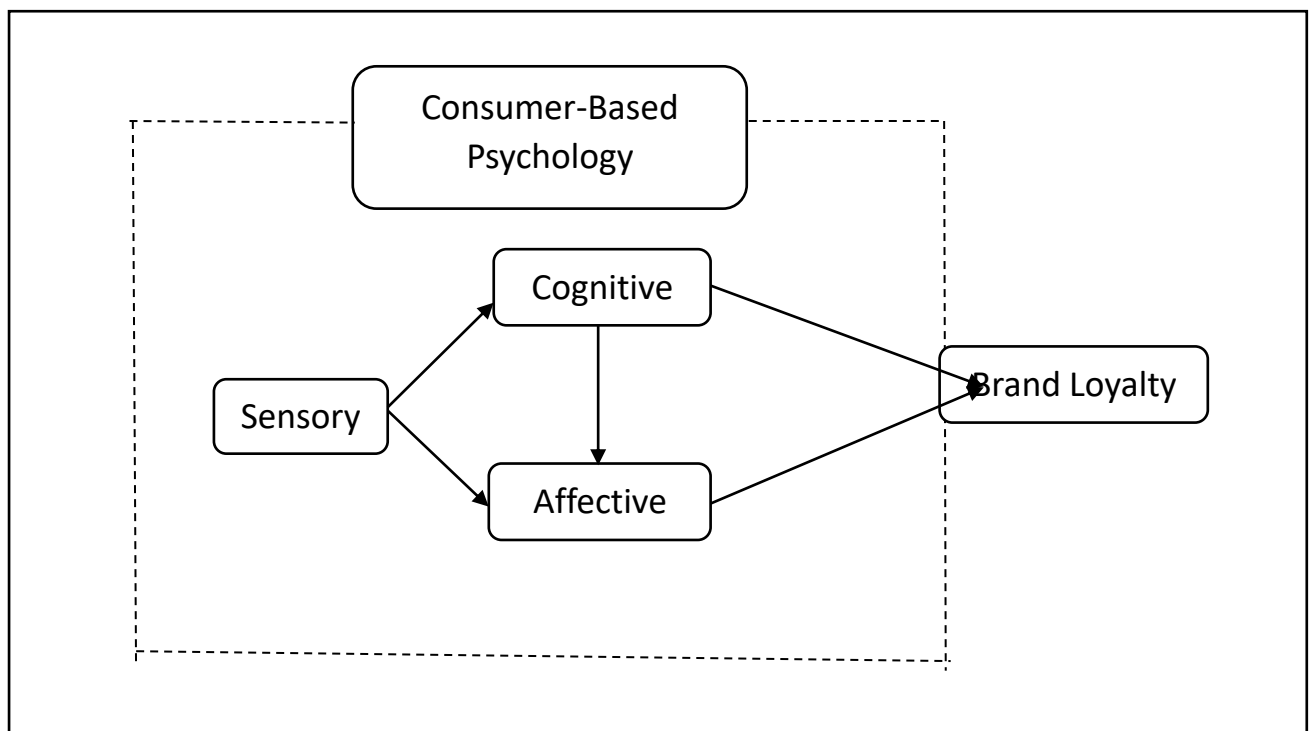 Consumer-Based
Psychology
Cognitive
Sensory
Brand Loyalty
Affective